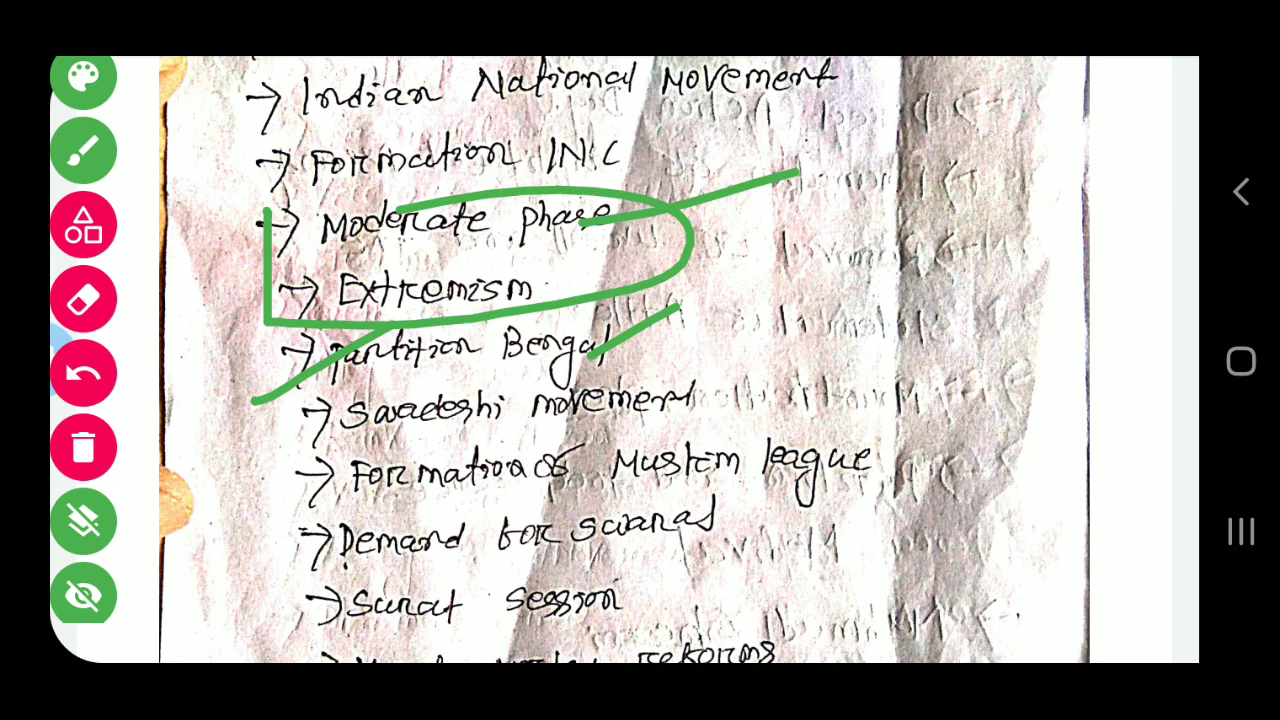 → Indian National Movement
→ Formation INC
→ Moderate phase
→ Extremism
→ Partition Bengal
→ Swadeshi movement
→ Formation of Muslim league
→ Demand for swaraj
→ Surat session
reforms